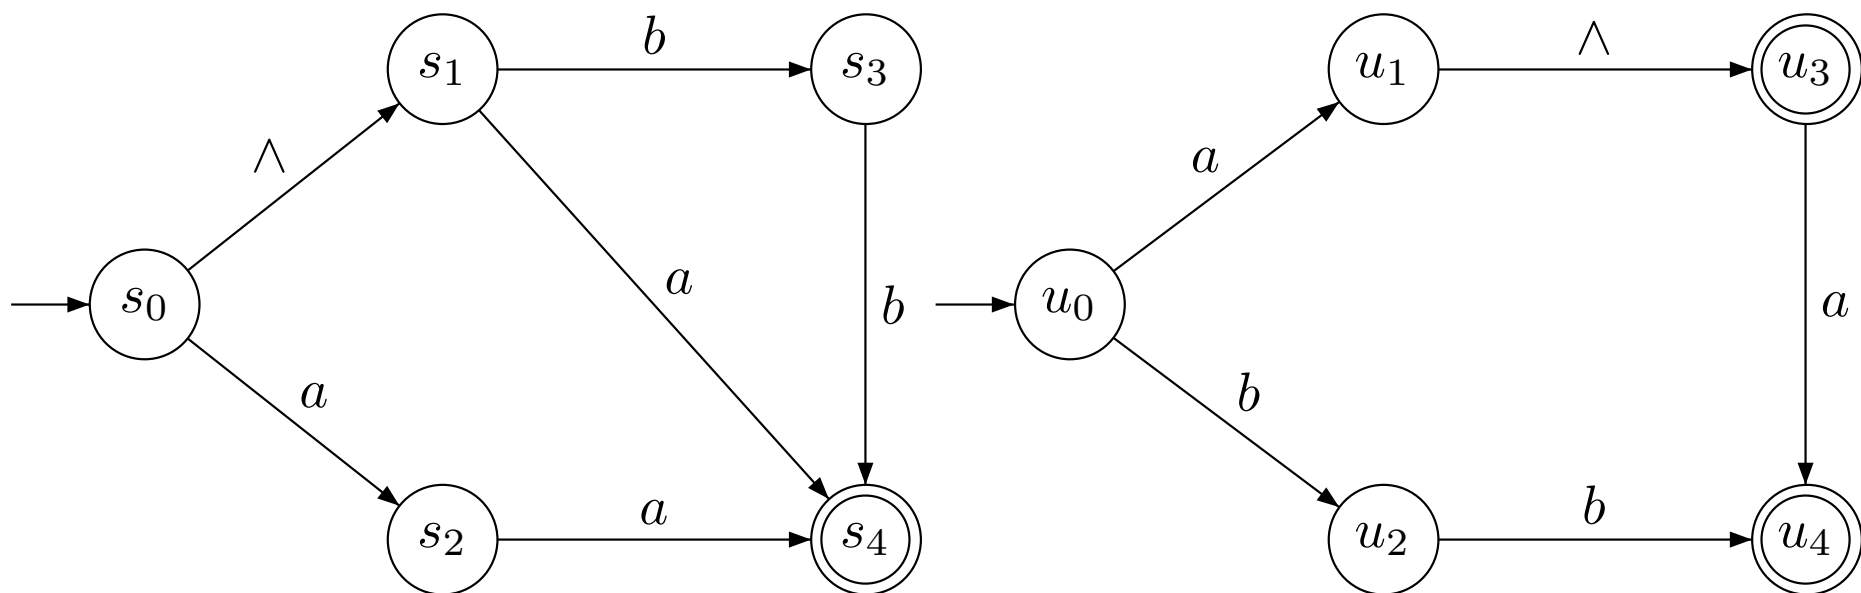 s₁ b s₃ u₁ ∧ u₃
∧ a
s₀ a b u₀ a
a b
s₂ a s₄ u₂ b u₄